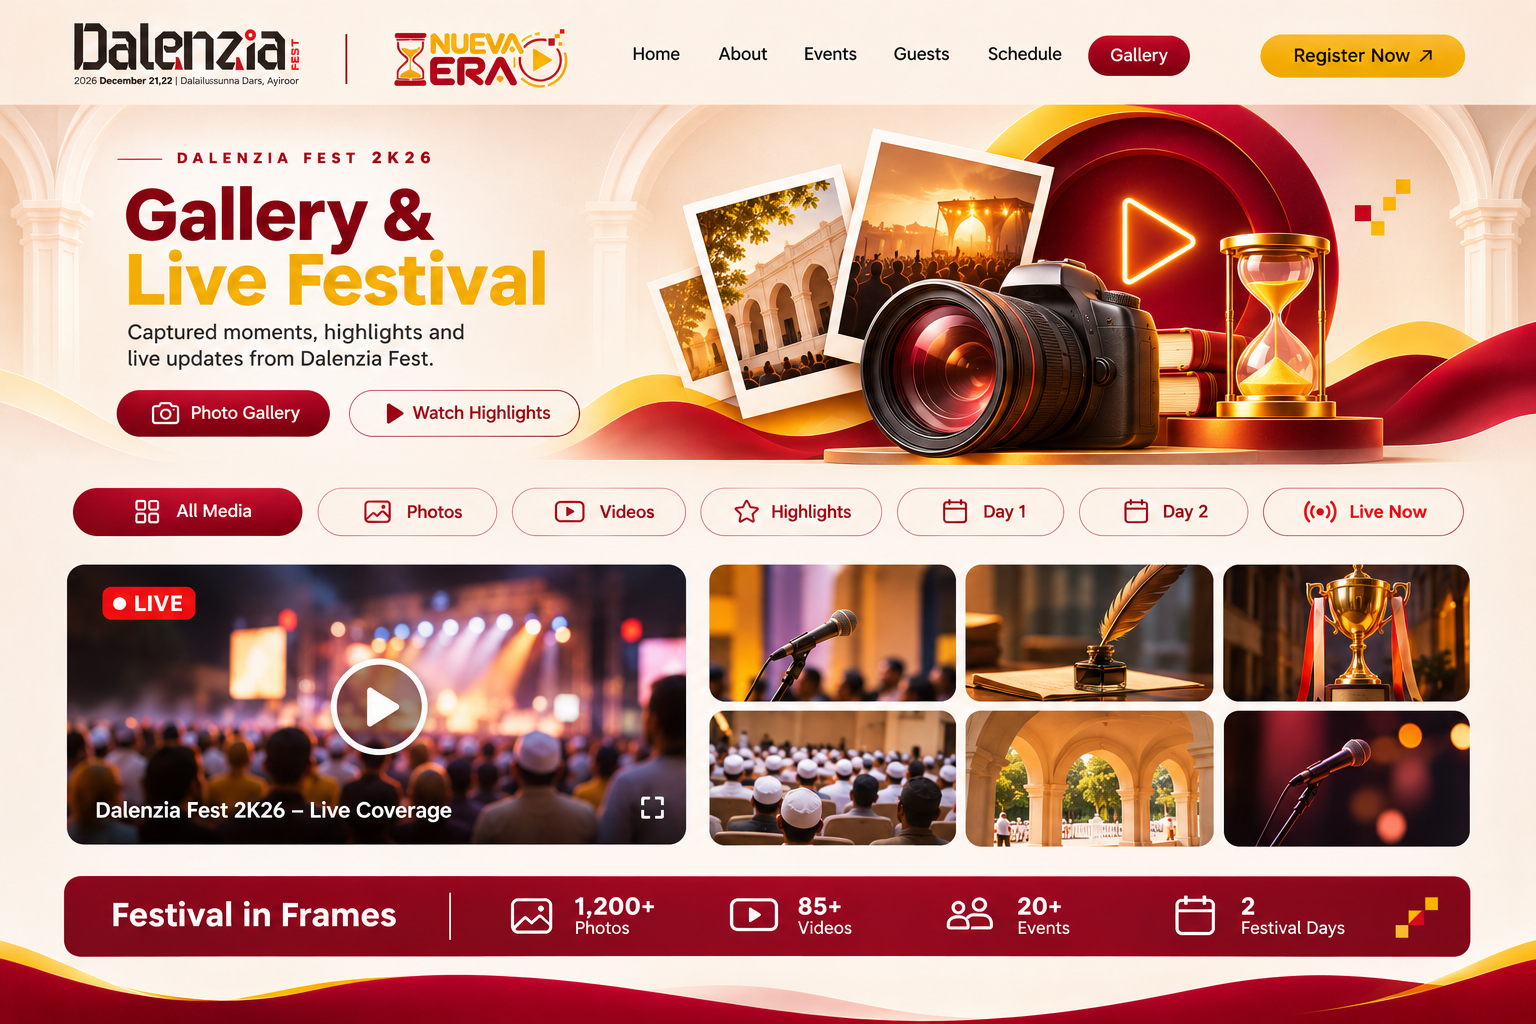 Dalenzia FEST
2026 December 21,22 | Dalailussunna Dars, Ayiroor
NUEVA
ERA
Home
About
Events
Guests
Schedule
Gallery
Register Now
DALENZIA FEST 2K26
Gallery &
Live Festival
Captured moments, highlights and
live updates from Dalenzia Fest.
Photo Gallery
Watch Highlights
All Media
Photos
Videos
Highlights
Day 1
Day 2
Live Now
LIVE
Dalenzia Fest 2K26 – Live Coverage
Festival in Frames
1,200+
Photos
85+
Videos
20+
Events
2
Festival Days